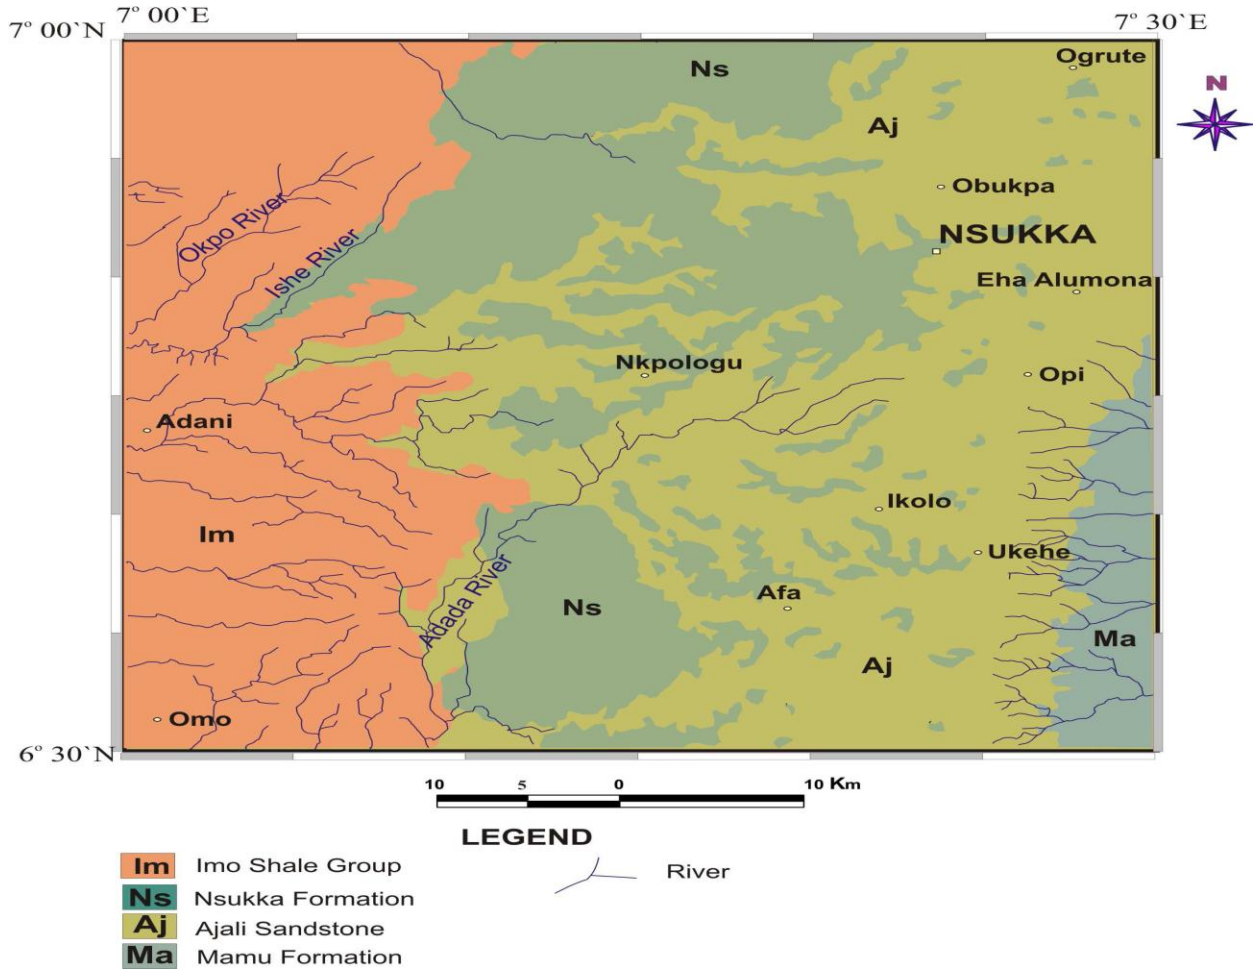 7° 00`E
7° 30`E
7° 00`N
N
Ogrute
Ns
Aj
Obukpa
NSUKKA
Okpo River
Ishe River
Eha Alumona
Nkpologu
Opi
Adani
Ikolo
Im
Ukehe
Adada River
Afa
Ns
Ma
Aj
Omo
6° 30`N
10 5 0 10 Km
LEGEND
Im Imo Shale Group
River
Ns Nsukka Formation
Aj Ajali Sandstone
Ma Mamu Formation